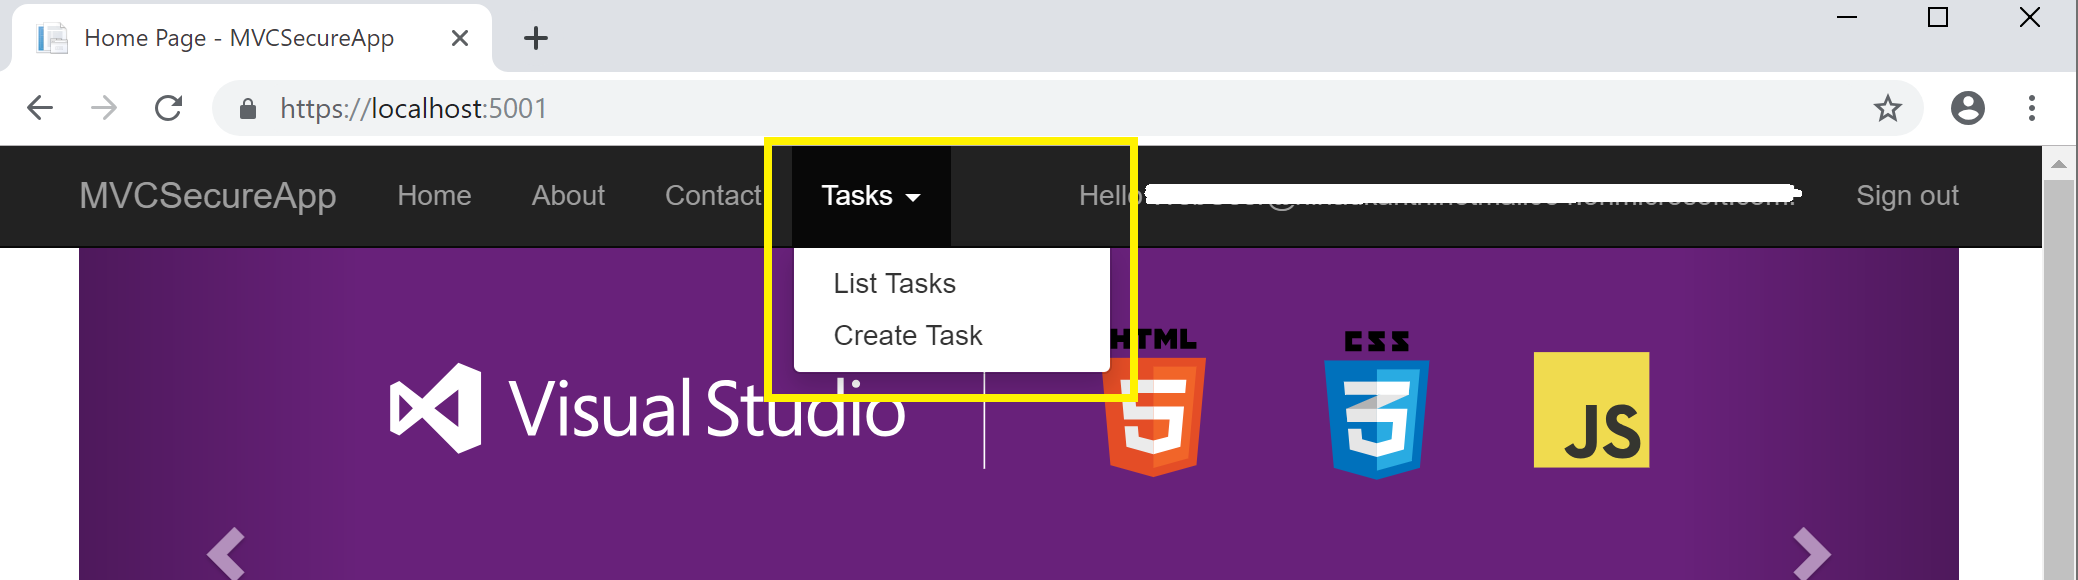 Home Page - MVCSecureApp
https://localhost:5001
MVCSecureApp Home About Contact Tasks Hello Sign out
List Tasks
Create Task
Visual Studio HTML 5 CSS 3 JS